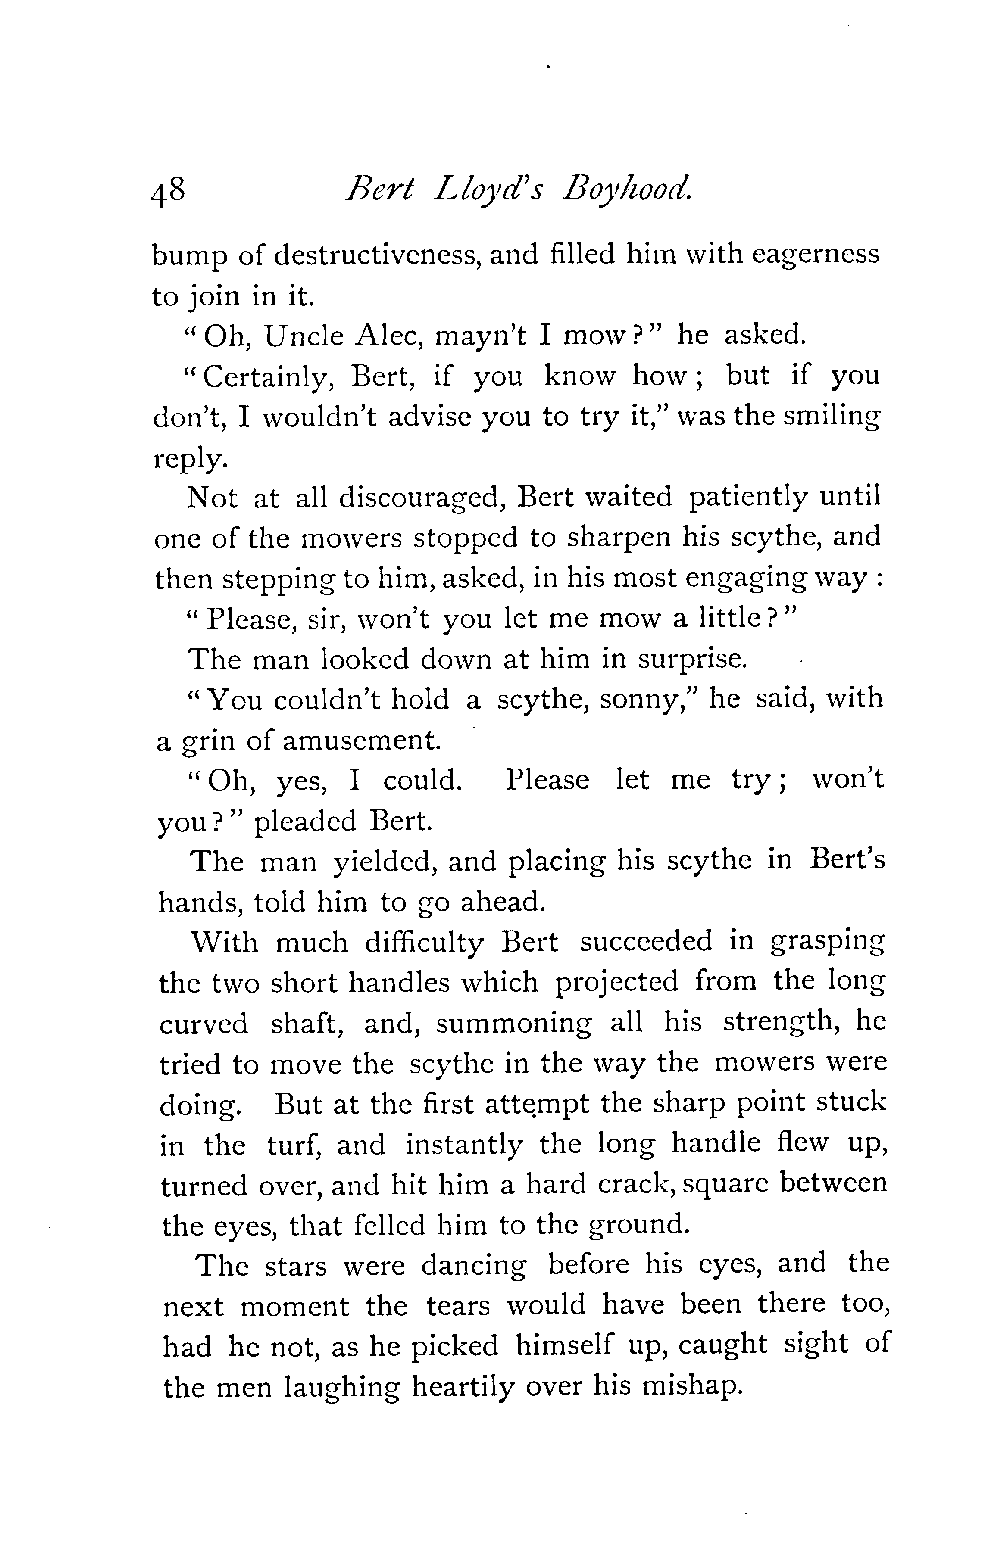 48 Bert Lloyd's Boyhood.
bump of destructiveness, and filled him with eagerness
to join in it.
“ Oh, Uncle Alec, mayn't I mow ? ” he asked.
“ Certainly, Bert, if you know how ; but if you
don't, I wouldn't advise you to try it,” was the smiling
reply.
Not at all discouraged, Bert waited patiently until
one of the mowers stopped to sharpen his scythe, and
then stepping to him, asked, in his most engaging way :
“ Please, sir, won't you let me mow a little ? ”
The man looked down at him in surprise.
“ You couldn't hold a scythe, sonny,” he said, with
a grin of amusement.
“ Oh, yes, I could. Please let me try ; won't
you ? ” pleaded Bert.
The man yielded, and placing his scythe in Bert's
hands, told him to go ahead.
With much difficulty Bert succeeded in grasping
the two short handles which projected from the long
curved shaft, and, summoning all his strength, he
tried to move the scythe in the way the mowers were
doing. But at the first attempt the sharp point stuck
in the turf, and instantly the long handle flew up,
turned over, and hit him a hard crack, square between
the eyes, that felled him to the ground.
The stars were dancing before his eyes, and the
next moment the tears would have been there too,
had he not, as he picked himself up, caught sight of
the men laughing heartily over his mishap.